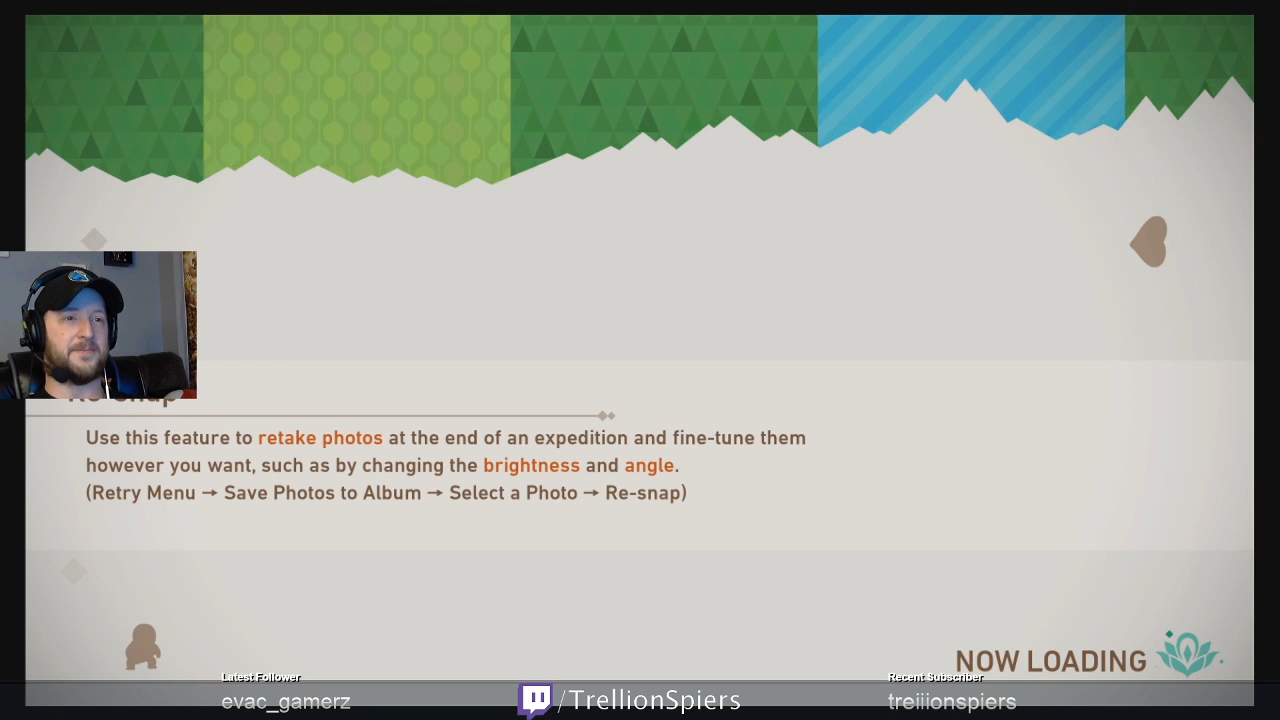 Re-snap
Use this feature to retake photos at the end of an expedition and fine-tune them
however you want, such as by changing the brightness and angle.
(Retry Menu → Save Photos to Album → Select a Photo → Re-snap)
NOW LOADING
Latest Follower
evac_gamerz
/TrellionSpiers
Recent Subscriber
treiiionspiers